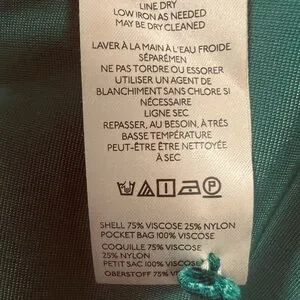 LINE DRY
LOW IRON AS NEEDED
MAY BE DRY CLEANED
LAVER À LA MAIN À L'EAU FROIDE
SÉPARÉMEN
NE PAS TORDRE OU ESSORER
UTILISER UN AGENT DE
BLANCHIMENT SANS CHLORE SI
NÉCESSAIRE
LIGNE SEC
REPASSER, AU BESOIN, À TRÈS
BASSE TEMPÉRATURE
PEUT-ÊTRE ÊTRE NETTOYÉE
À SEC
P
SHELL 75% VISCOSE 25% NYLON
POCKET BAG 100% VISCOSE
COQUILLE 75% VISCOSE
25% NYLON
PETIT SAC 100% VISCOSE
OBERSTOFF 75% VISC